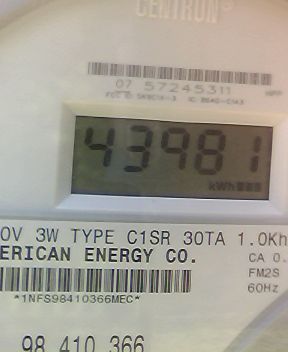 CENTRON®
07 57245311
43981
kWh
0V 3W TYPE C1SR 30TA 1.0Kh
ERICAN ENERGY CO.
CA 0.
FM2S
60Hz
*1NFS98410366MEC*
98 410 366